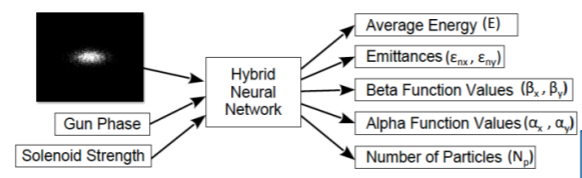 Average Energy (E)
Emittances (εnx , εny)
Hybrid
Neural
Network
Beta Function Values (βx , βy)
Gun Phase
Alpha Function Values (αx , αy)
Solenoid Strength
Number of Particles (Np)